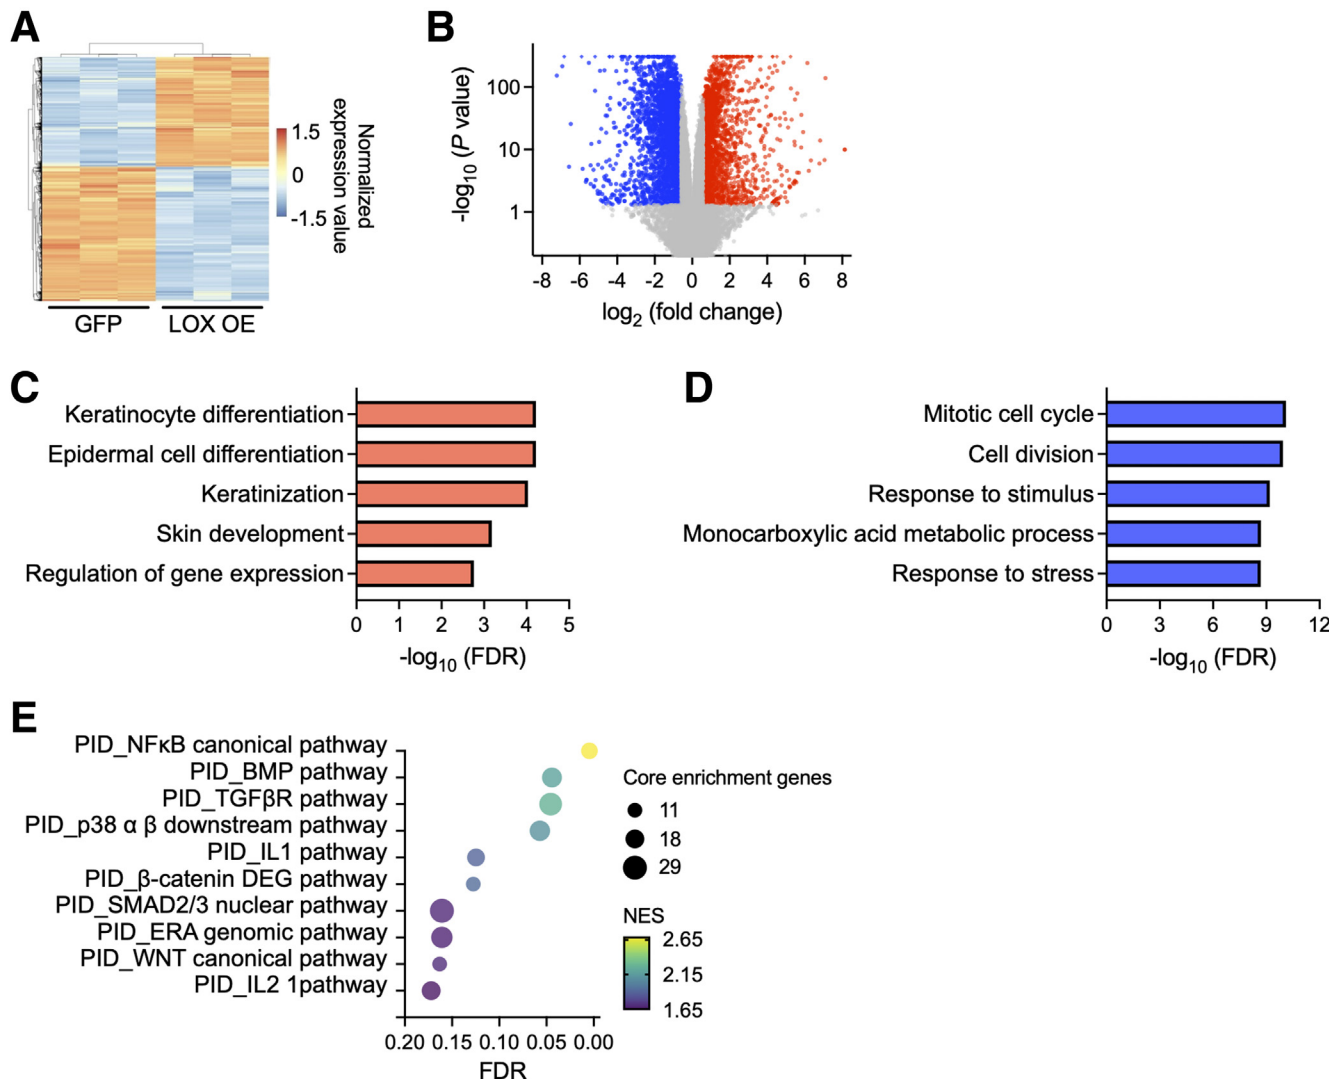 A
1.5
0
-1.5
Normalized
expression value
GFP
LOX OE
B
-log10 (P value)
100
10
1
-8 -6 -4 -2 0 2 4 6 8
log2 (fold change)
C
Keratinocyte differentiation
Epidermal cell differentiation
Keratinization
Skin development
Regulation of gene expression
0 1 2 3 4 5
-log10 (FDR)
D
Mitotic cell cycle
Cell division
Response to stimulus
Monocarboxylic acid metabolic process
Response to stress
0 3 6 9 12
-log10 (FDR)
E
PID_NFκB canonical pathway
PID_BMP pathway
PID_TGFβR pathway
PID_p38 α β downstream pathway
PID_IL1 pathway
PID_β-catenin DEG pathway
PID_SMAD2/3 nuclear pathway
PID_ERA genomic pathway
PID_WNT canonical pathway
PID_IL2 1pathway
0.20 0.15 0.10 0.05 0.00
FDR
Core enrichment genes
11
18
29
NES
2.65
2.15
1.65